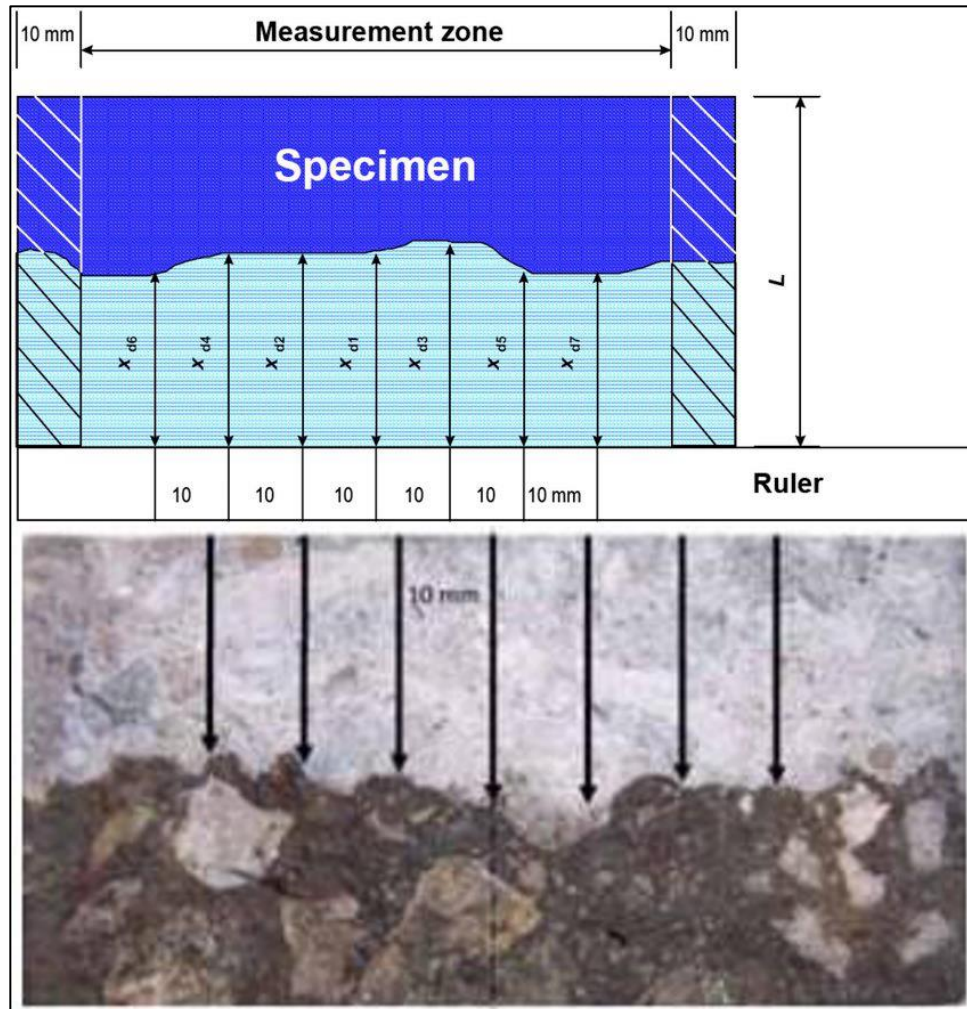 10 mm Measurement zone 10 mm
Specimen
L
x d6 x d4 x d2 x d1 x d3 x d5 x d7
10 10 10 10 10 10 mm Ruler
10 mm